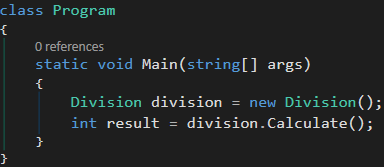 class Program
{
0 references
static void Main(string[] args)
{
Division division = new Division();
int result = division.Calculate();
}
}